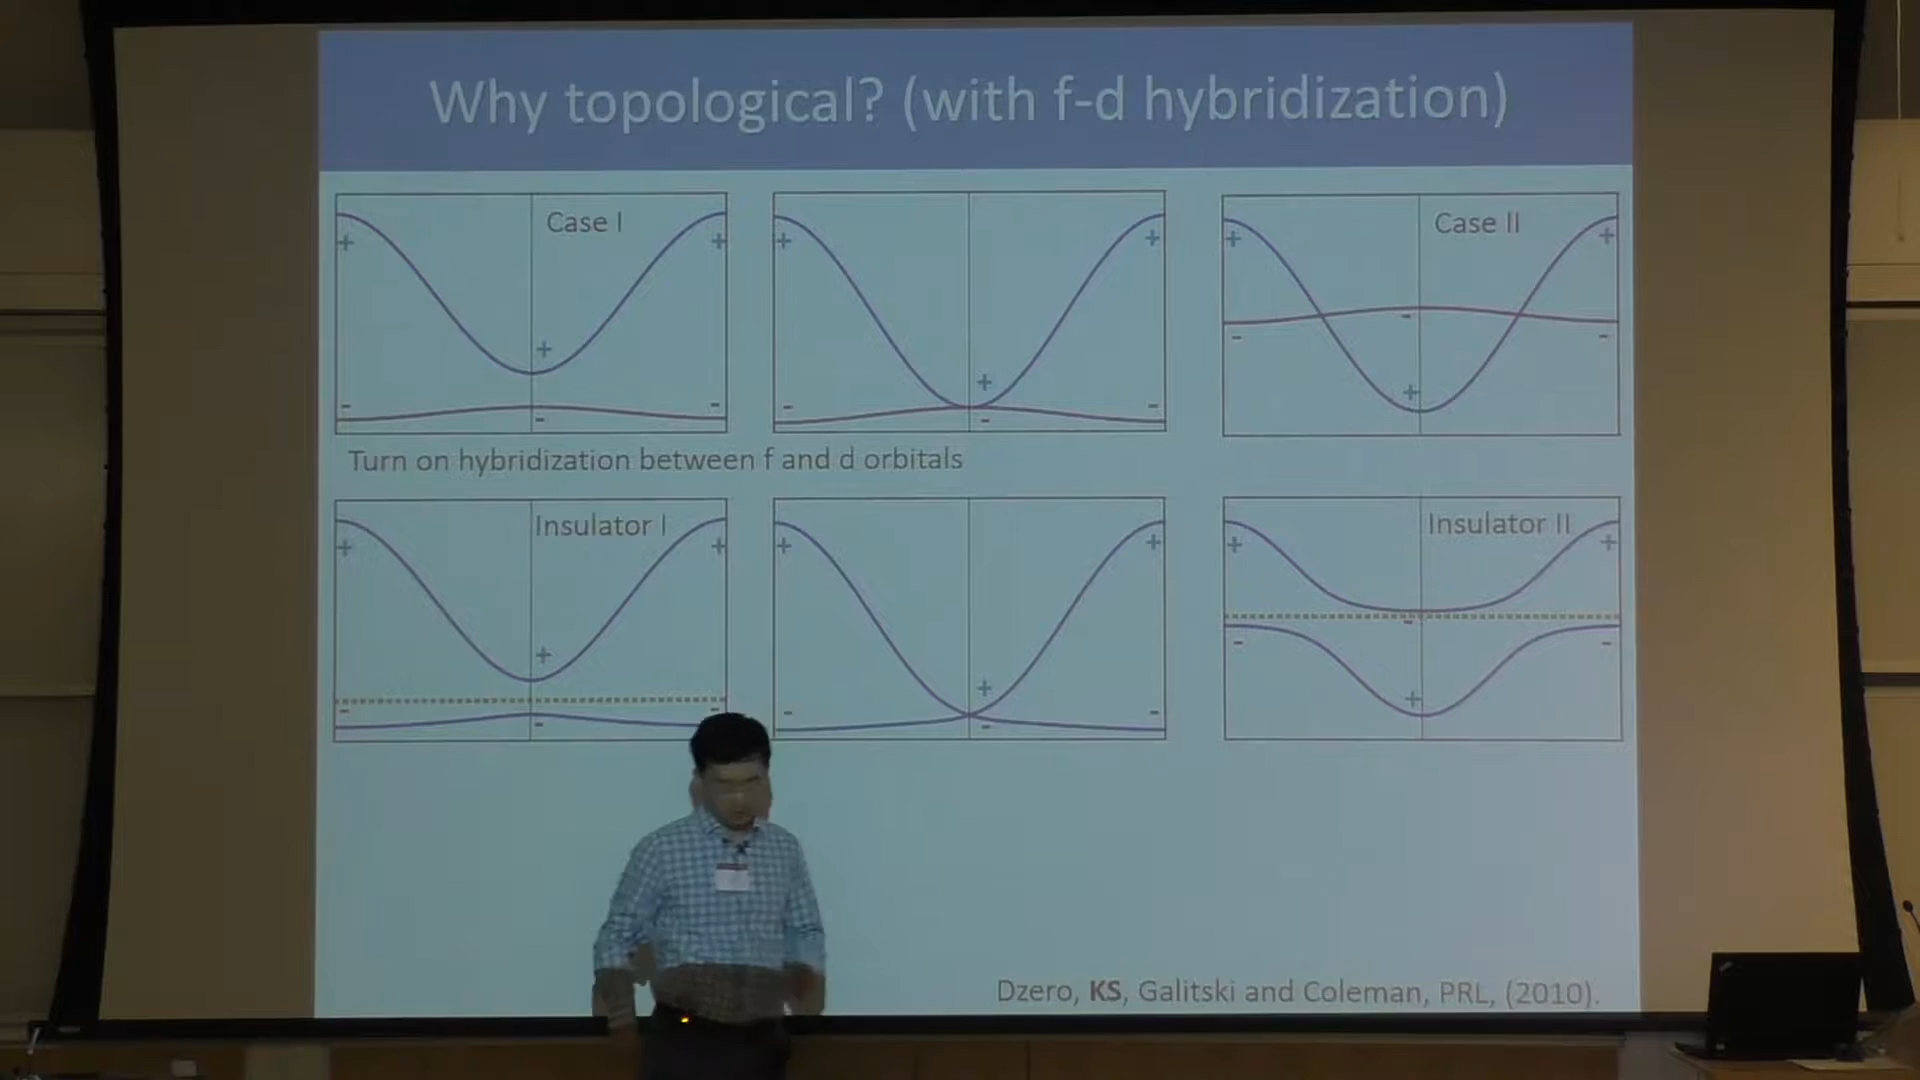 Why topological? (with f-d hybridization)
Case I
Case II
+ + + - - -
+ + + - - -
+ + + - - -
Turn on hybridization between f and d orbitals
Insulator I
Insulator II
+ + + - - -
+ + + - - -
+ + + - - -
Dzero, KS, Galitski and Coleman, PRL, (2010).